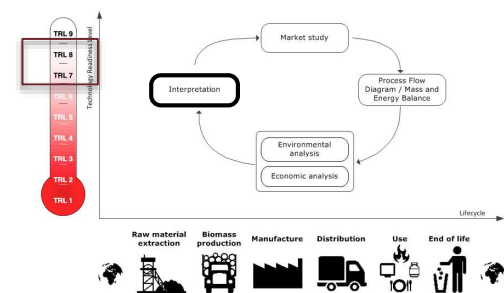 TRL 9
TRL 8
TRL 7
TRL 6
TRL 5
TRL 4
TRL 3
TRL 2
TRL 1
Technology Readiness Level
Market study
Interpretation
Process Flow
Diagram / Mass and
Energy Balance
Environmental
analysis
Economic analysis
Lifecycle
Raw material
extraction
Biomass
production
Manufacture
Distribution
Use
End of life